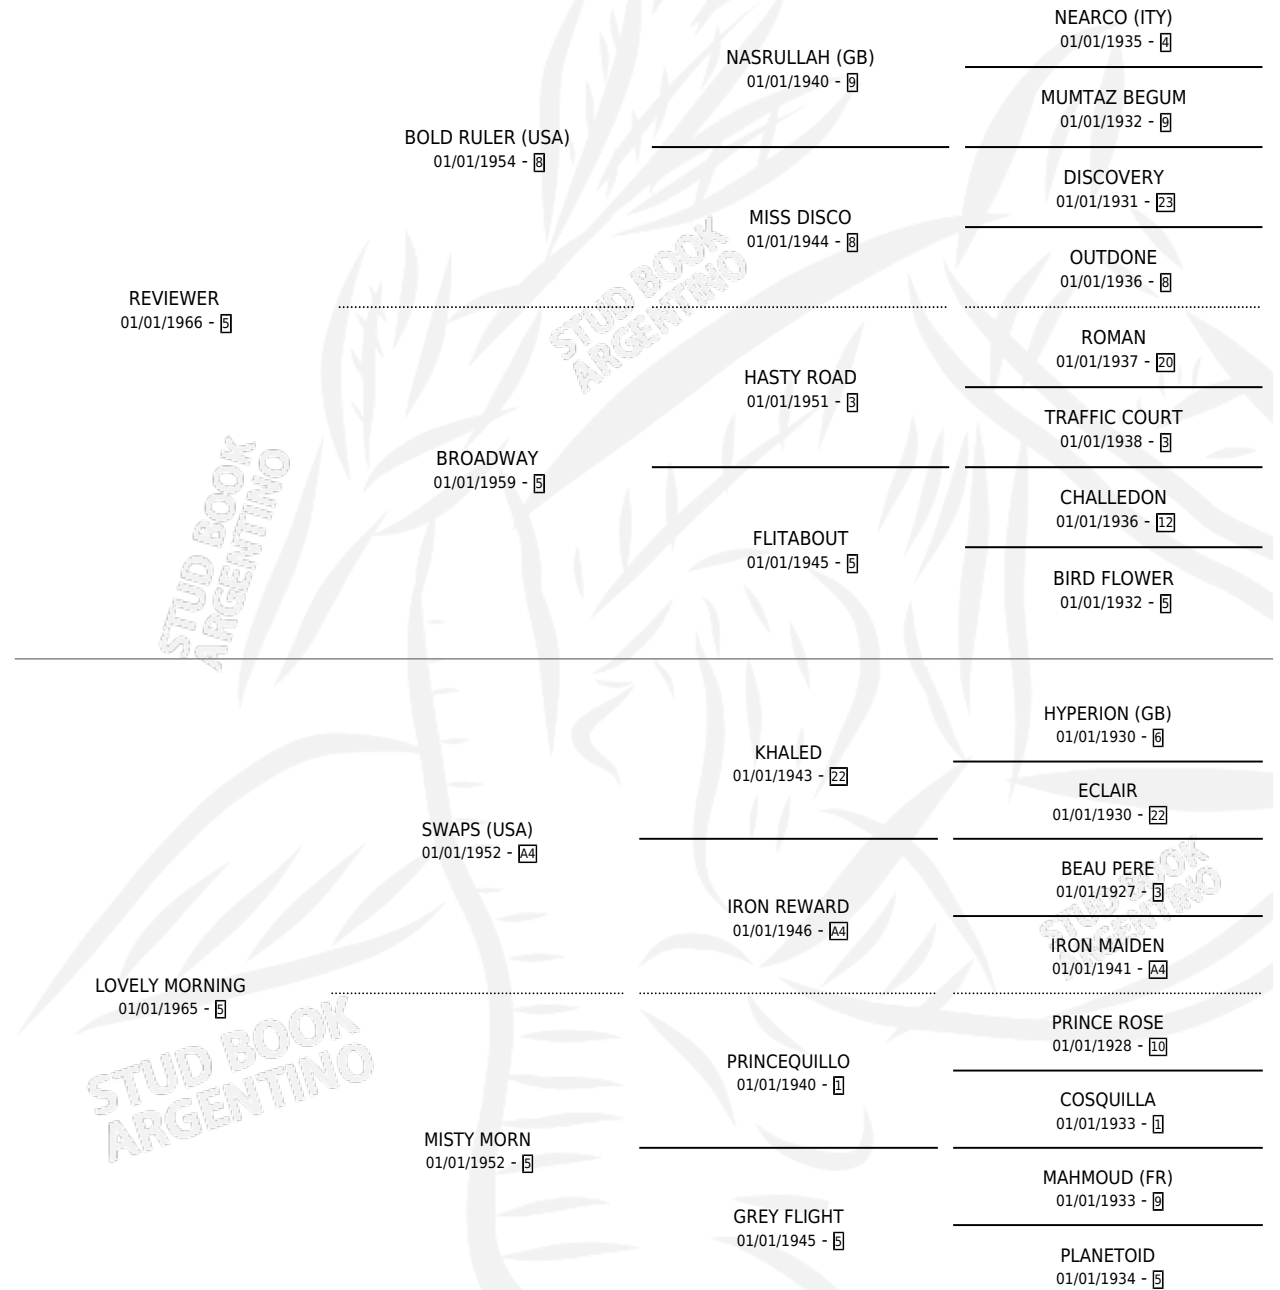 NEARCO (ITY)
01/01/1935 - 4
NASRULLAH (GB)
01/01/1940 - 9
MUMTAZ BEGUM
01/01/1932 - 9
BOLD RULER (USA)
01/01/1954 - 8
DISCOVERY
01/01/1931 - 23
MISS DISCO
01/01/1944 - 8
OUTDONE
01/01/1936 - 8
STUD BOOK
ARGENTINO
REVIEWER
01/01/1966 - 5
ROMAN
01/01/1937 - 20
HASTY ROAD
01/01/1951 - 3
TRAFFIC COURT
01/01/1938 - 3
BROADWAY
01/01/1959 - 5
CHALLEDON
01/01/1936 - 12
FLITABOUT
01/01/1945 - 5
BIRD FLOWER
01/01/1932 - 5
STUD BOOK
ARGENTINO
HYPERION (GB)
01/01/1930 - 6
KHALED
01/01/1943 - 22
ECLAIR
01/01/1930 - 22
SWAPS (USA)
01/01/1952 - A4
BEAU PERE
01/01/1927 - 3
IRON REWARD
01/01/1946 - A4
STUD BOOK
ARGENTINO
IRON MAIDEN
01/01/1941 - A4
LOVELY MORNING
01/01/1965 - 5
PRINCE ROSE
01/01/1928 - 10
STUD BOOK
ARGENTINO
PRINCEQUILLO
01/01/1940 - 1
COSQUILLA
01/01/1933 - 1
MISTY MORN
01/01/1952 - 5
MAHMOUD (FR)
01/01/1933 - 9
GREY FLIGHT
01/01/1945 - 5
PLANETOID
01/01/1934 - 5